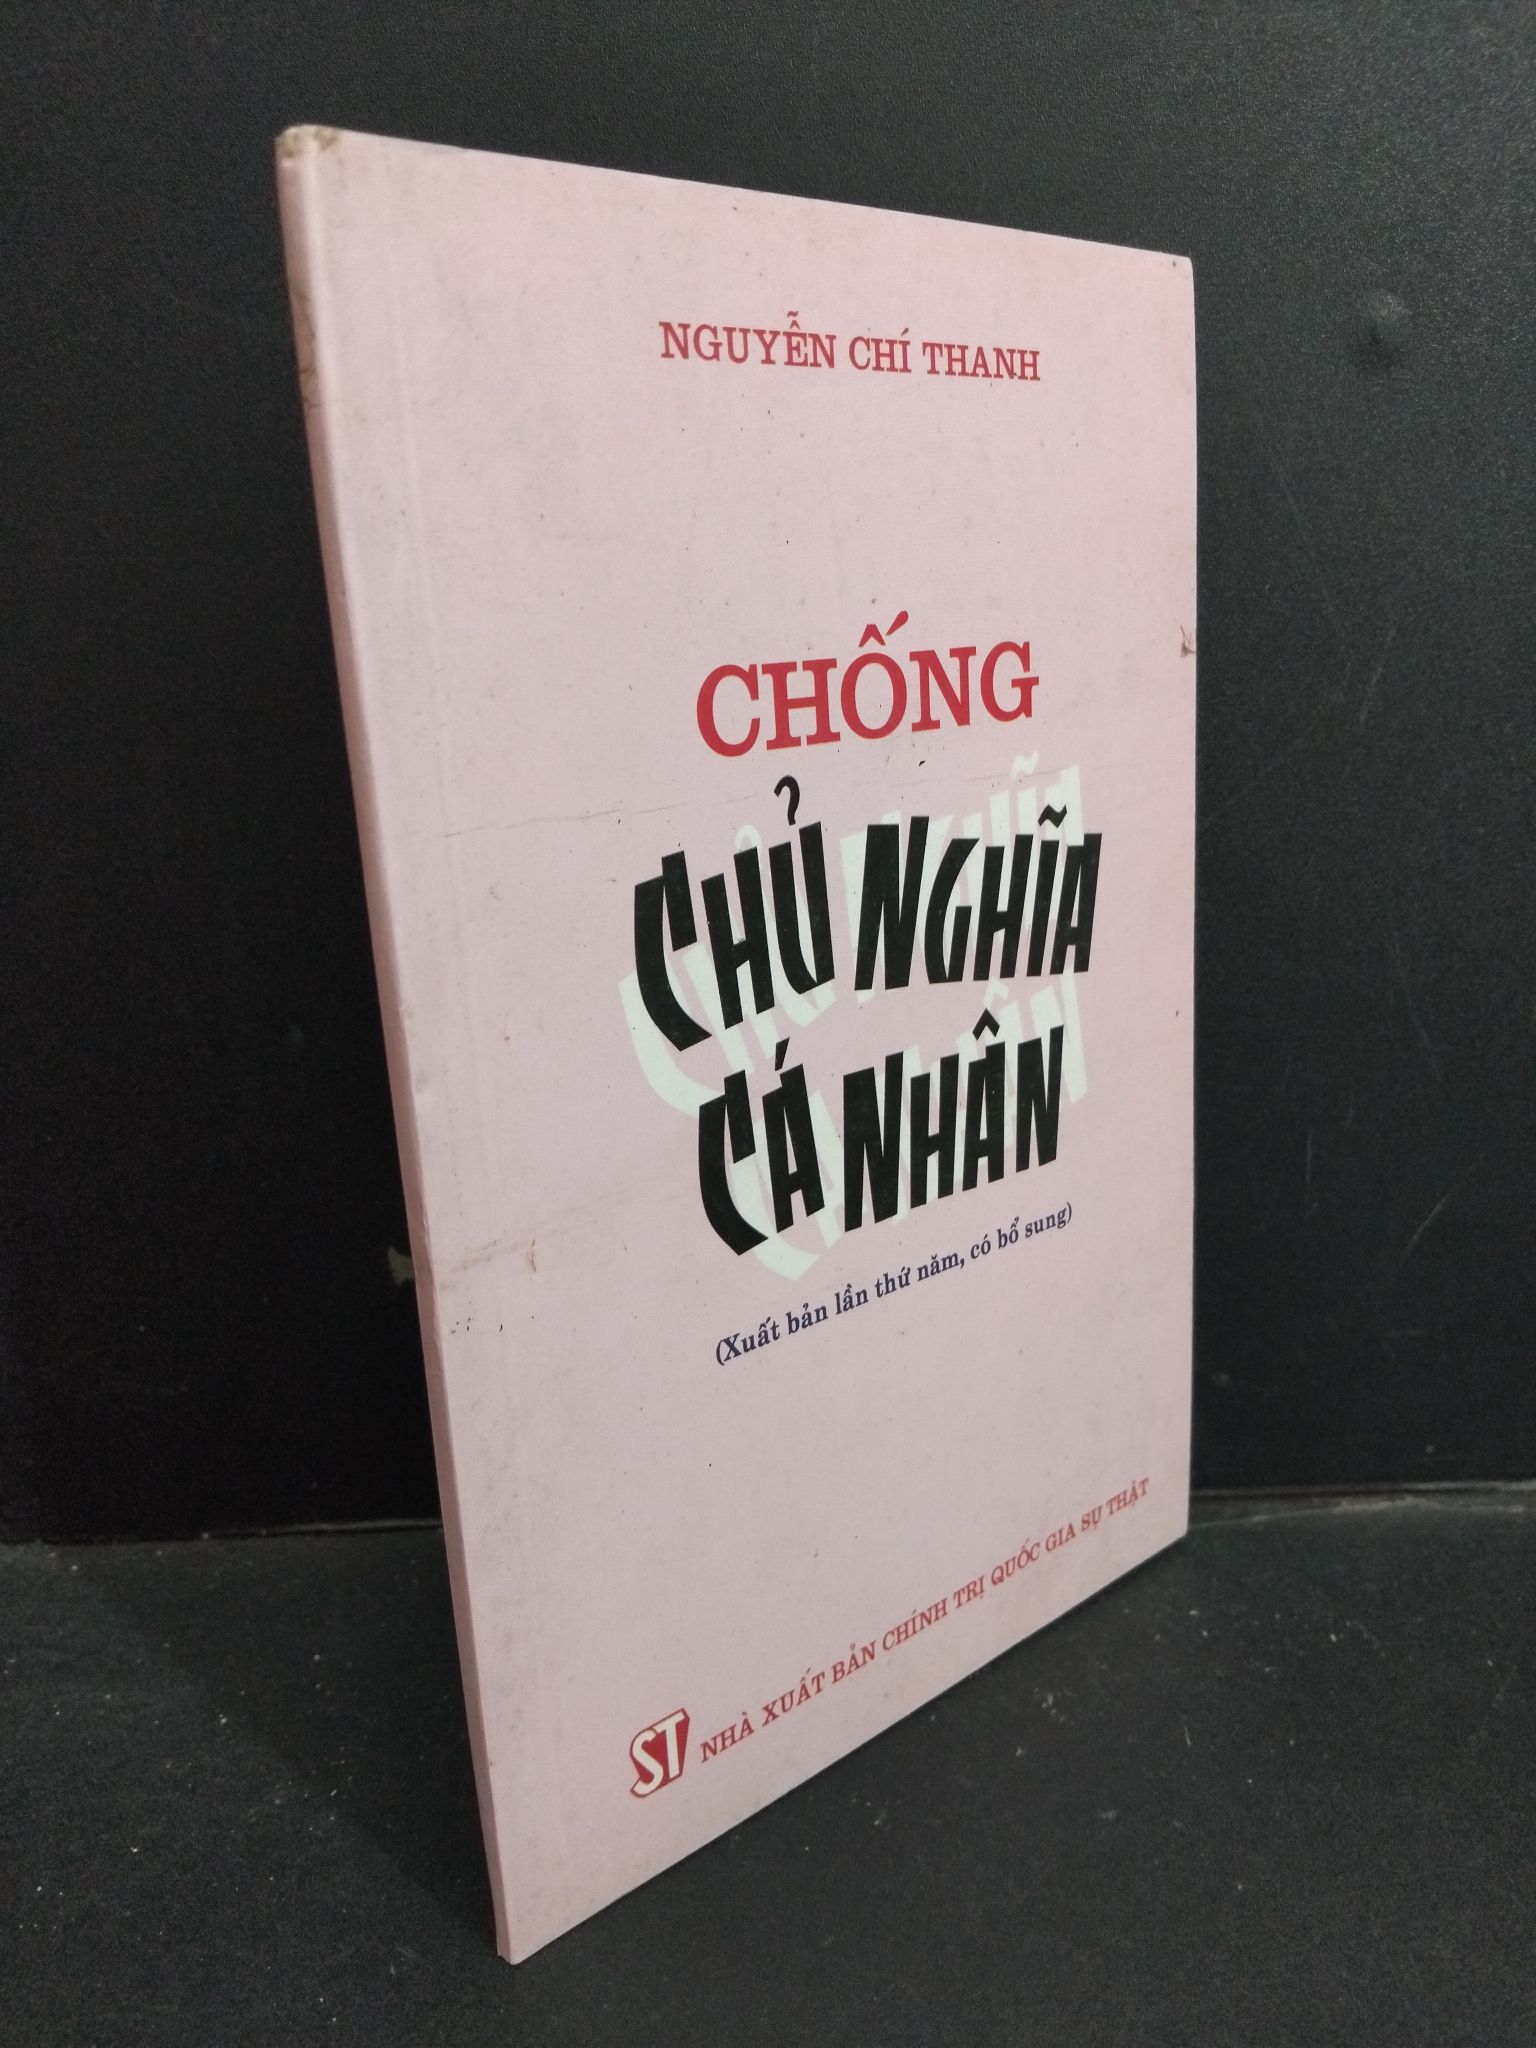 NGUYỄN CHÍ THANH
CHỐNG
CHỦ NGHĨA
CÁ NHÂN
(Xuất bản lần thứ năm, có bổ sung)
ST NHÀ XUẤT BẢN CHÍNH TRỊ QUỐC GIA SỰ THẬT